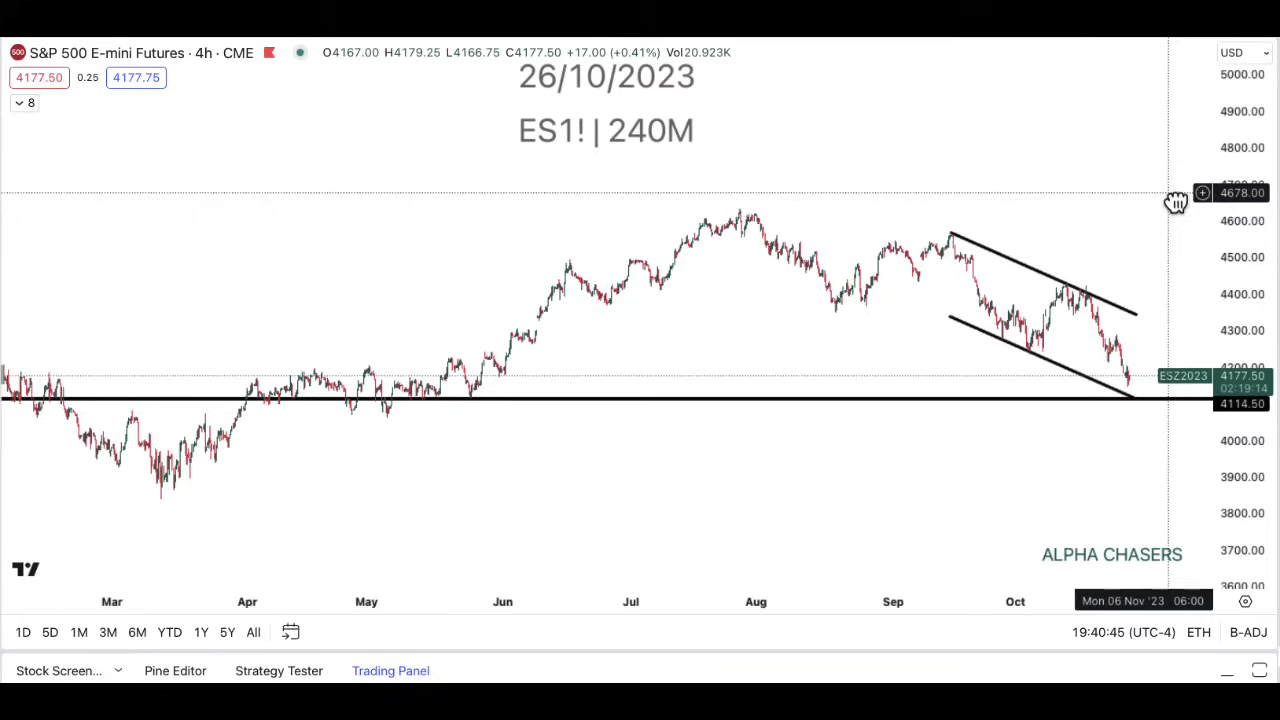 500 S&P 500 E-mini Futures · 4h · CME O4167.00 H4179.25 L4166.75 C4177.50 +17.00 (+0.41%) Vol20.923K USD
4177.50 0.25 4177.75
8
26/10/2023
ES1! | 240M
5000.00
4900.00
4800.00
4678.00
4600.00
4500.00
4400.00
4300.00
ESZ2023 4177.50
02:19:14
4114.50
4000.00
3900.00
3800.00
3700.00
3600.00
ALPHA CHASERS
Mar Apr May Jun Jul Aug Sep Oct Mon 06 Nov '23 06:00
1D 5D 1M 3M 6M YTD 1Y 5Y All 19:40:45 (UTC-4) ETH B-ADJ
Stock Screen... Pine Editor Strategy Tester Trading Panel